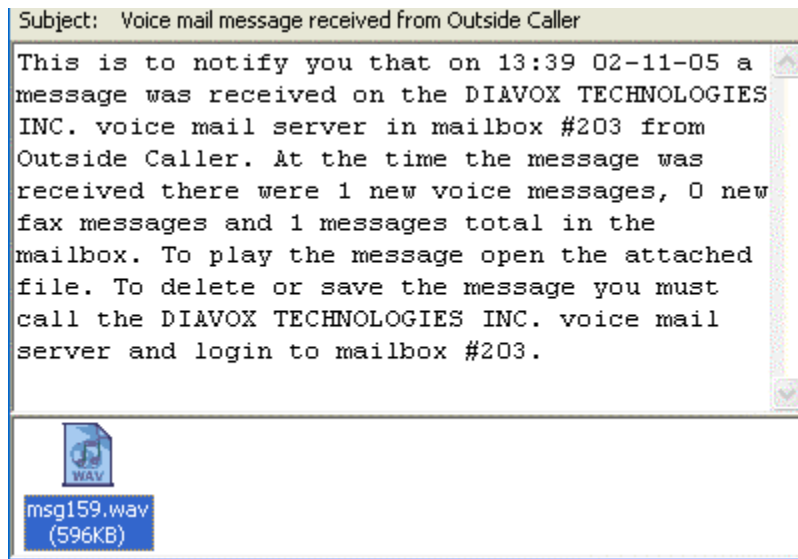 Subject: Voice mail message received from Outside Caller
This is to notify you that on 13:39 02-11-05 a
message was received on the DIAVOX TECHNOLOGIES
INC. voice mail server in mailbox #203 from
Outside Caller. At the time the message was
received there were 1 new voice messages, 0 new
fax messages and 1 messages total in the
mailbox. To play the message open the attached
file. To delete or save the message you must
call the DIAVOX TECHNOLOGIES INC. voice mail
server and login to mailbox #203.
WAV
msg159.wav
(596KB)